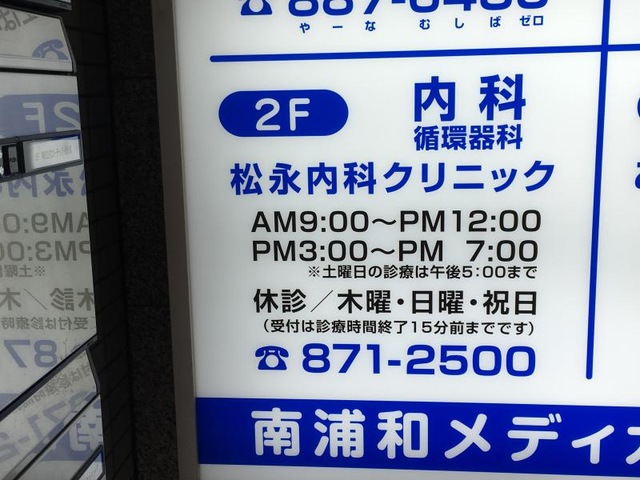 887-6480
やーな むしば ゼロ
2F
内科
循環器科
松永内科クリニック
AM9:00〜PM12:00
PM3:00〜PM 7:00
※土曜日の診療は午後5:00まで
休診／木曜・日曜・祝日
（受付は診療時間終了15分前までです）
☎871-2500
南浦和メディ